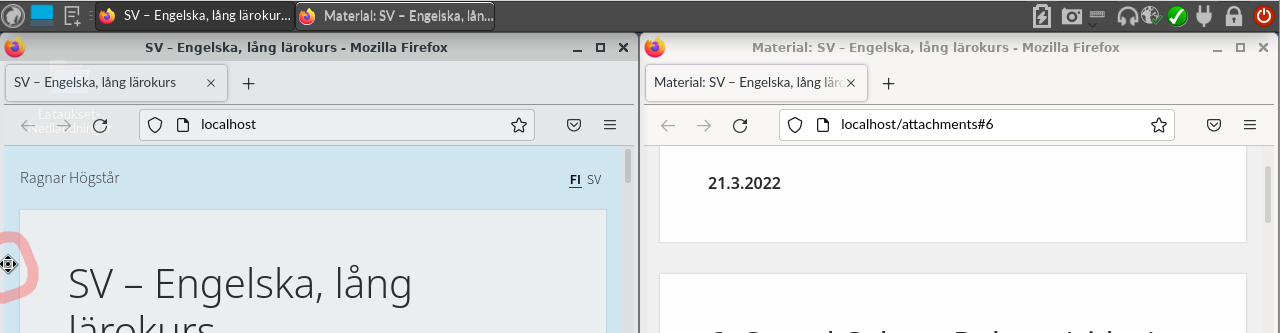 SV – Engelska, lång lärokur...
Material: SV – Engelska, lån...
SV – Engelska, lång lärokurs - Mozilla Firefox
SV – Engelska, lång lärokurs
localhost
Ragnar Högstår
FI SV
SV – Engelska, lång
lärokurs
Material: SV – Engelska, lång lärokurs - Mozilla Firefox
Material: SV – Engelska, lång lärc
localhost/attachments#6
21.3.2022